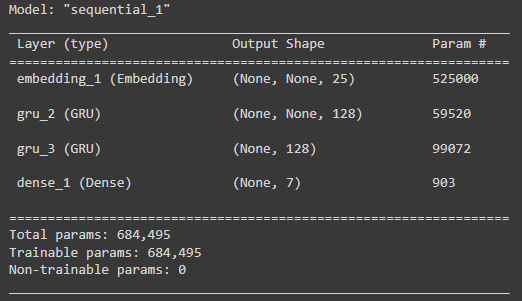 Model: "sequential_1"
_________________________________________________________________
Layer (type) Output Shape Param #
=================================================================
embedding_1 (Embedding) (None, None, 25) 525000
gru_2 (GRU) (None, None, 128) 59520
gru_3 (GRU) (None, 128) 99072
dense_1 (Dense) (None, 7) 903
=================================================================
Total params: 684,495
Trainable params: 684,495
Non-trainable params: 0
_________________________________________________________________